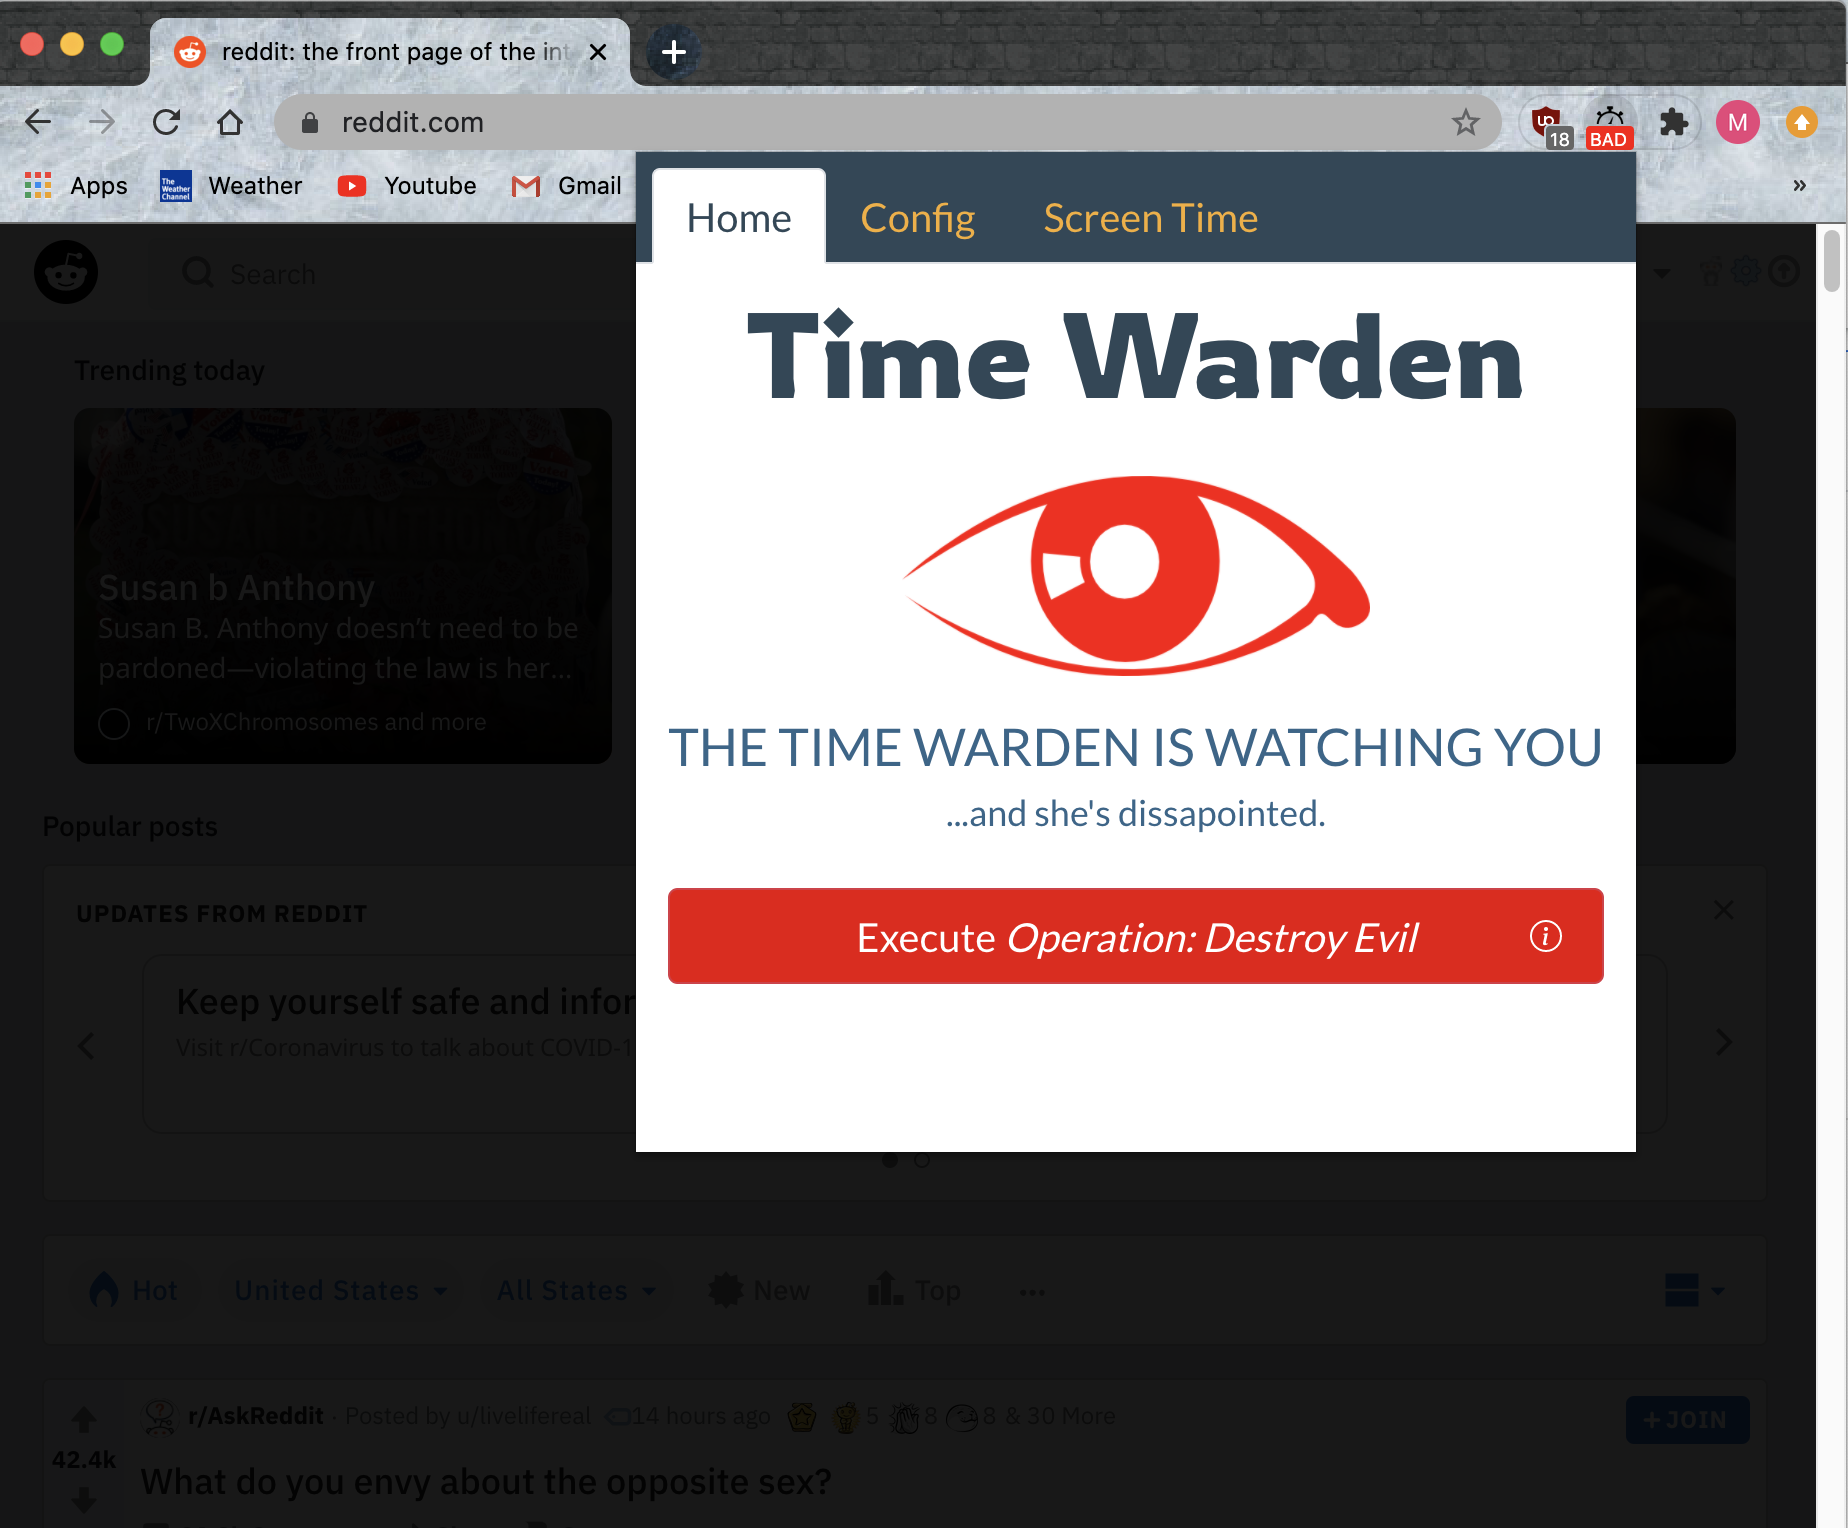 reddit: the front page of the int
reddit.com
18
BAD
M
Apps
The Weather Channel
Weather
Youtube
Gmail
»
Home
Config
Screen Time
Search
Time Warden
Trending today
Susan b Anthony
Susan B. Anthony doesn't need to be
pardoned—violating the law is her...
r/TwoXChromosomes and more
THE TIME WARDEN IS WATCHING YOU
...and she's dissapointed.
Popular posts
Execute Operation: Destroy Evil
UPDATES FROM REDDIT
Keep yourself safe and infor
Visit r/Coronavirus to talk about COVID-1
Hot
United States
All States
New
Top
...
r/AskReddit · Posted by u/livelifereal 14 hours ago 5 8 8 & 30 More
+ JOIN
42.4k
What do you envy about the opposite sex?